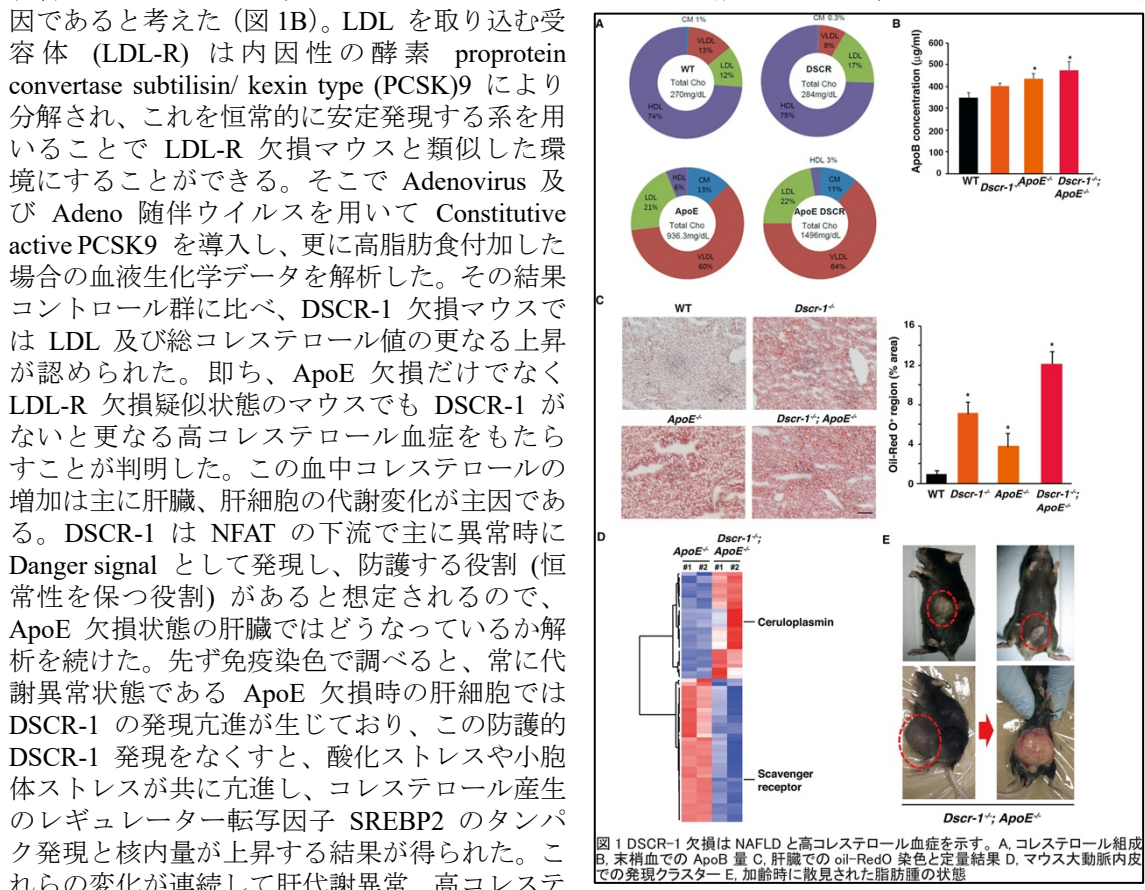 因であると考えた (図 1B)。LDL を取り込む受
容体 (LDL-R) は内因性の酵素 proprotein
convertase subtilisin/ kexin type (PCSK)9 により
分解され、これを恒常的に安定発現する系を用
いることで LDL-R 欠損マウスと類似した環
境にすることができる。そこで Adenovirus 及
び Adeno 随伴ウイルスを用いて Constitutive
active PCSK9 を導入し、更に高脂肪食付加した
場合の血液生化学データを解析した。その結果
コントロール群に比べ、DSCR-1 欠損マウスで
は LDL 及び総コレステロール値の更なる上昇
が認められた。即ち、ApoE 欠損だけでなく
LDL-R 欠損疑似状態のマウスでも DSCR-1 が
ないと更なる高コレステロール血症をもたら
すことが判明した。この血中コレステロールの
増加は主に肝臓、肝細胞の代謝変化が主因であ
る。DSCR-1 は NFAT の下流で主に異常時に
Danger signal として発現し、防護する役割 (恒
常性を保つ役割) があると想定されるので、
ApoE 欠損状態の肝臓ではどうなっているか解
析を続けた。先ず免疫染色で調べると、常に代
謝異常状態である ApoE 欠損時の肝細胞では
DSCR-1 の発現亢進が生じており、この防護的
DSCR-1 発現をなくすと、酸化ストレスや小胞
体ストレスが共に亢進し、コレステロール産生
のレギュレーター転写因子 SREBP2 のタンパ
ク発現と核内量が上昇する結果が得られた。こ
れらの変化が連続して肝代謝異常、高コレステ
A
CM 1%
VLDL
13%
LDL
12%
HDL
74%
WT
Total Cho
270mg/dL
CM 0.3%
VLDL
8%
LDL
17%
HDL
75%
DSCR
Total Cho
284mg/dL
HDL
6%
CM
13%
LDL
21%
VLDL
60%
ApoE
Total Cho
936.3mg/dL
HDL 3%
CM
11%
LDL
22%
VLDL
64%
ApoE DSCR
Total Cho
1496mg/dL
B
ApoB concentration (µg/ml)
600
500
400
300
200
100
0
* *
WT Dscr-1-/- ApoE-/- Dscr-1-/-;
ApoE-/-
C
WT Dscr-1-/-
ApoE-/- Dscr-1-/-; ApoE-/-
Oil-Red O+ region (% area)
16
12
8
4
0
* * *
WT Dscr-1-/- ApoE-/- Dscr-1-/-;
ApoE-/-
D
Dscr-1-/-;
ApoE-/- ApoE-/-
#1 #2 #1 #2
Ceruloplasmin
Scavenger
receptor
E
Dscr-1-/-; ApoE-/-
図 1 DSCR-1 欠損は NAFLD と高コレステロール血症を示す。A, コレステロール組成
B, 末梢血での ApoB 量 C, 肝臓での oil-RedO 染色と定量結果 D, マウス大動脈内皮
での発現クラスター E, 加齢時に散見された脂肪腫の状態